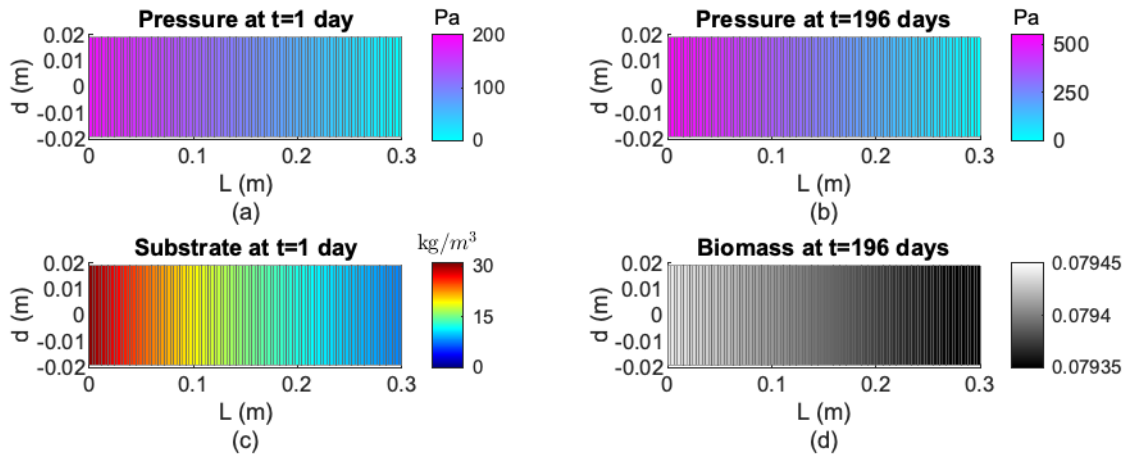 Pressure at t=1 day
Pa
0.02
0.01
0
-0.01
-0.02
d (m)
0
0.1
0.2
0.3
L (m)
(a)
200
100
0
Pressure at t=196 days
Pa
0.02
0.01
0
-0.01
-0.02
d (m)
0
0.1
0.2
0.3
L (m)
(b)
500
250
0
Substrate at t=1 day
kg/m³
0.02
0.01
0
-0.01
-0.02
d (m)
0
0.1
0.2
0.3
L (m)
(c)
30
15
0
Biomass at t=196 days
0.02
0.01
0
-0.01
-0.02
d (m)
0
0.1
0.2
0.3
L (m)
(d)
0.07945
0.0794
0.07935